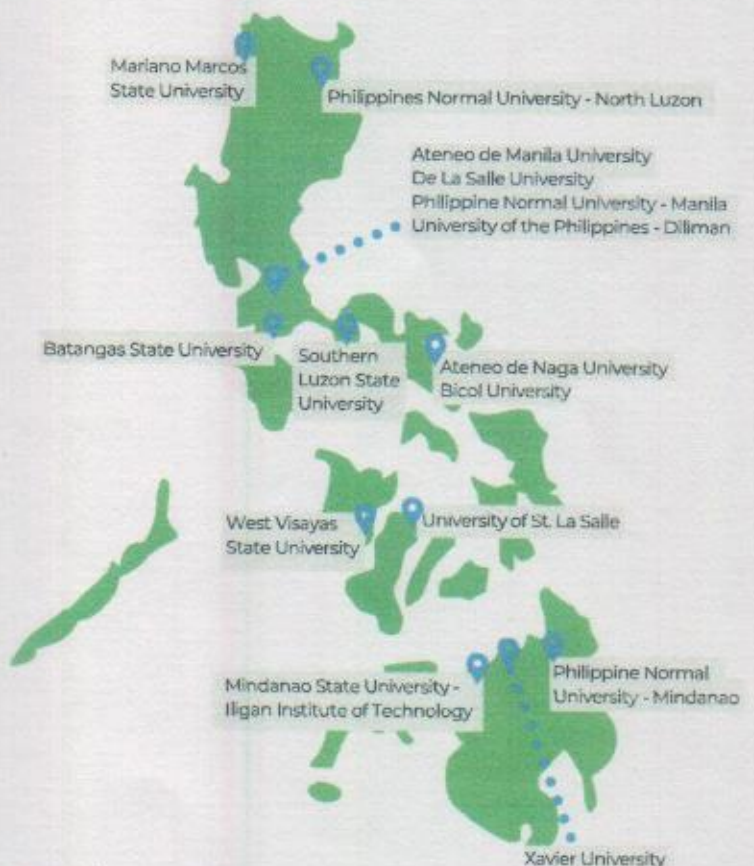 Mariano Marcos
State University
Philippines Normal University - North Luzon
Ateneo de Manila University
De La Salle University
Philippine Normal University - Manila
University of the Philippines - Diliman
Batangas State University
Southern
Luzon State
University
Ateneo de Naga University
Bicol University
West Visayas
State University
University of St. La Salle
Mindanao State University -
Iligan Institute of Technology
Philippine Normal
University - Mindanao
Xavier University